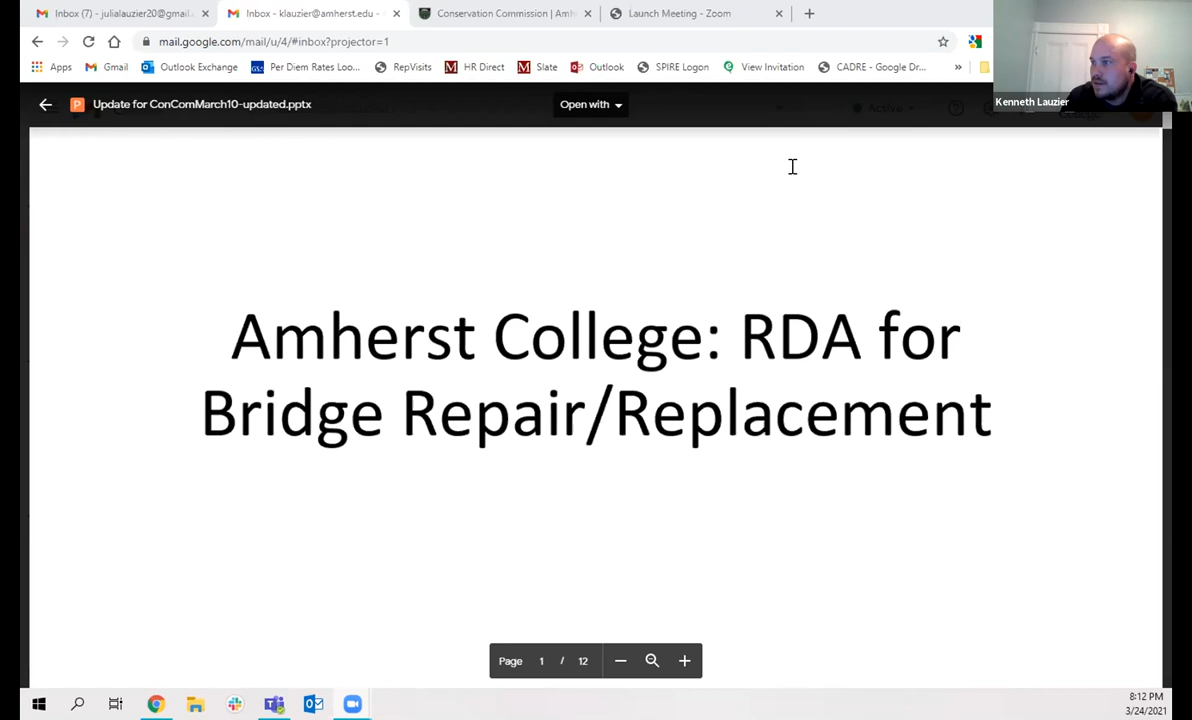 Inbox (7) - julialauzier20@gmail.
Inbox - klauzier@amherst.edu -
Conservation Commission | Amh
Launch Meeting - Zoom
mail.google.com/mail/u/4/#inbox?projector=1
Apps
Gmail
Outlook Exchange
GSA Per Diem Rates Loo...
RepVisits
HR Direct
Slate
Outlook
SPIRE Logon
View Invitation
CADRE - Google Dr...
»
Kenneth Lauzier
P Update for ConComMarch10-updated.pptx
Open with
Active
Amherst College: RDA for
Bridge Repair/Replacement
Page 1 / 12
8:12 PM
3/24/2021